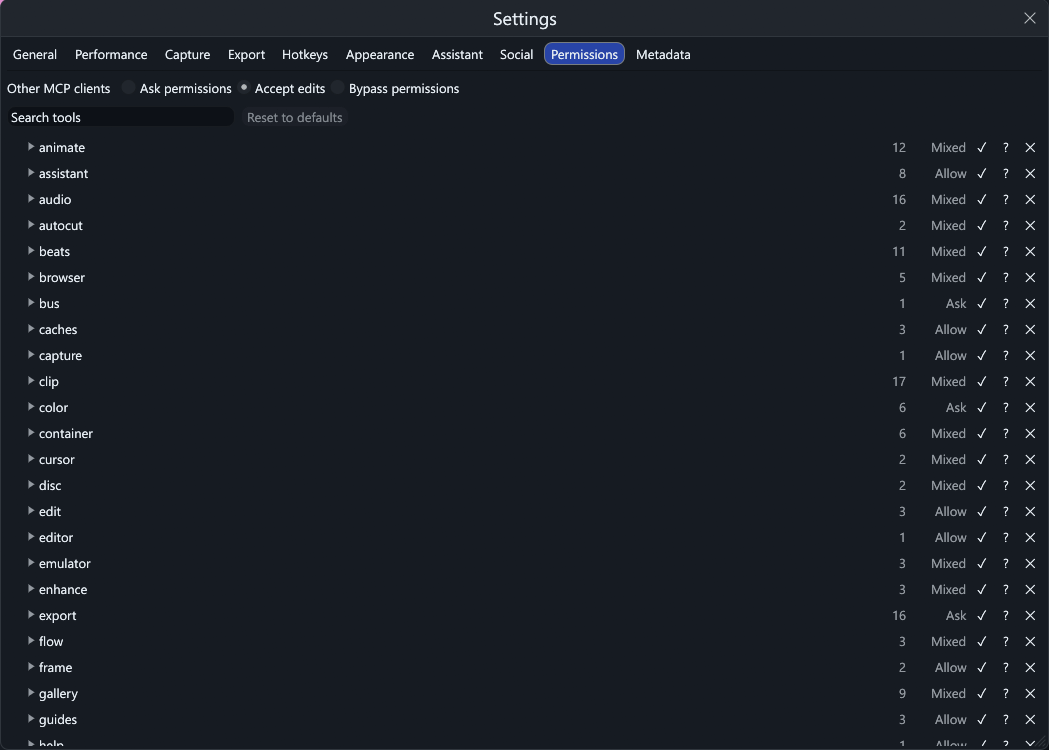 Settings
General Performance Capture Export Hotkeys Appearance Assistant Social Permissions Metadata
Other MCP clients Ask permissions Accept edits Bypass permissions
Search tools Reset to defaults
animate 12 Mixed ✓ ? ✕
assistant 8 Allow ✓ ? ✕
audio 16 Mixed ✓ ? ✕
autocut 2 Mixed ✓ ? ✕
beats 11 Mixed ✓ ? ✕
browser 5 Mixed ✓ ? ✕
bus 1 Ask ✓ ? ✕
caches 3 Allow ✓ ? ✕
capture 1 Allow ✓ ? ✕
clip 17 Mixed ✓ ? ✕
color 6 Ask ✓ ? ✕
container 6 Mixed ✓ ? ✕
cursor 2 Mixed ✓ ? ✕
disc 2 Mixed ✓ ? ✕
edit 3 Allow ✓ ? ✕
editor 1 Allow ✓ ? ✕
emulator 3 Mixed ✓ ? ✕
enhance 3 Mixed ✓ ? ✕
export 16 Ask ✓ ? ✕
flow 3 Mixed ✓ ? ✕
frame 2 Allow ✓ ? ✕
gallery 9 Mixed ✓ ? ✕
guides 3 Allow ✓ ? ✕
help 1 Allow ✓ ? ✕